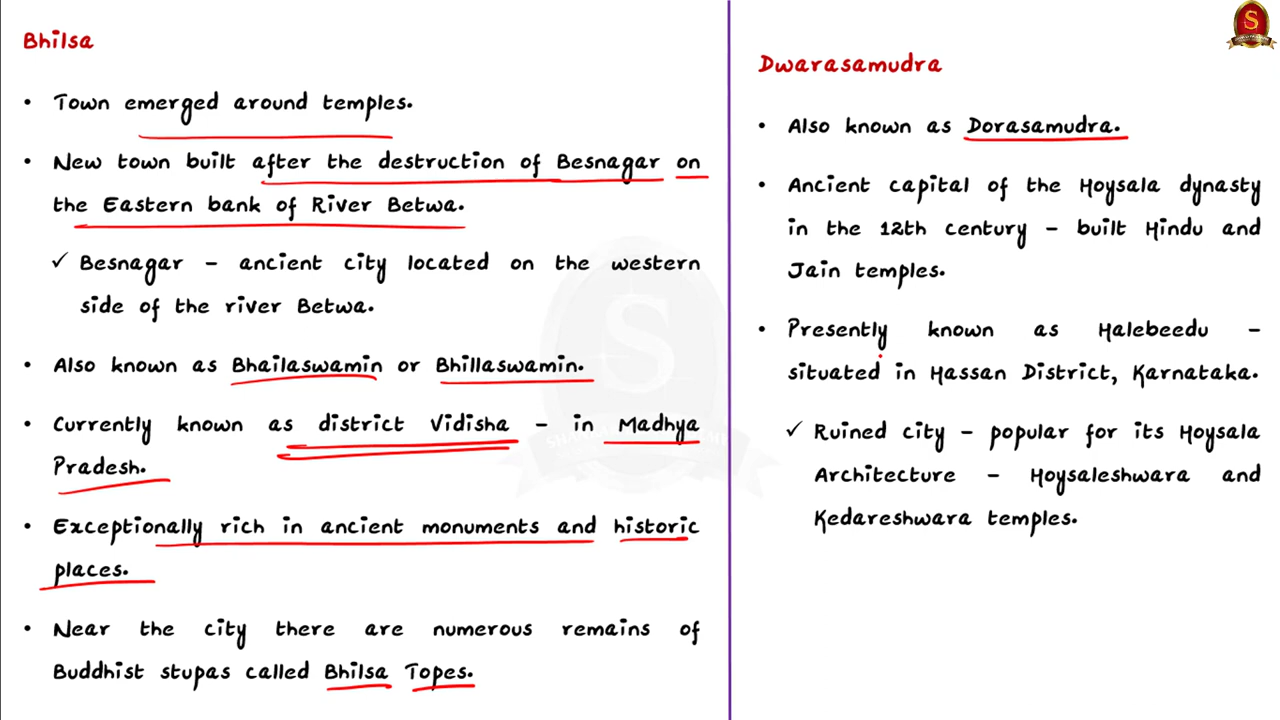 Bhilsa
• Town emerged around temples.
• New town built after the destruction of Besnagar on
the Eastern bank of River Betwa.
✓ Besnagar – ancient city located on the western
side of the river Betwa.
• Also known as Bhailaswamin or Bhillaswamin.
• Currently known as district Vidisha – in Madhya
Pradesh.
• Exceptionally rich in ancient monuments and historic
places.
• Near the city there are numerous remains of
Buddhist stupas called Bhilsa Topes.
Dwarasamudra
• Also known as Dorasamudra.
• Ancient capital of the Hoysala dynasty
in the 12th century – built Hindu and
Jain temples.
• Presently known as Halebeedu –
situated in Hassan District, Karnataka.
✓ Ruined city – popular for its Hoysala
Architecture – Hoysaleshwara and
Kedareshwara temples.
S